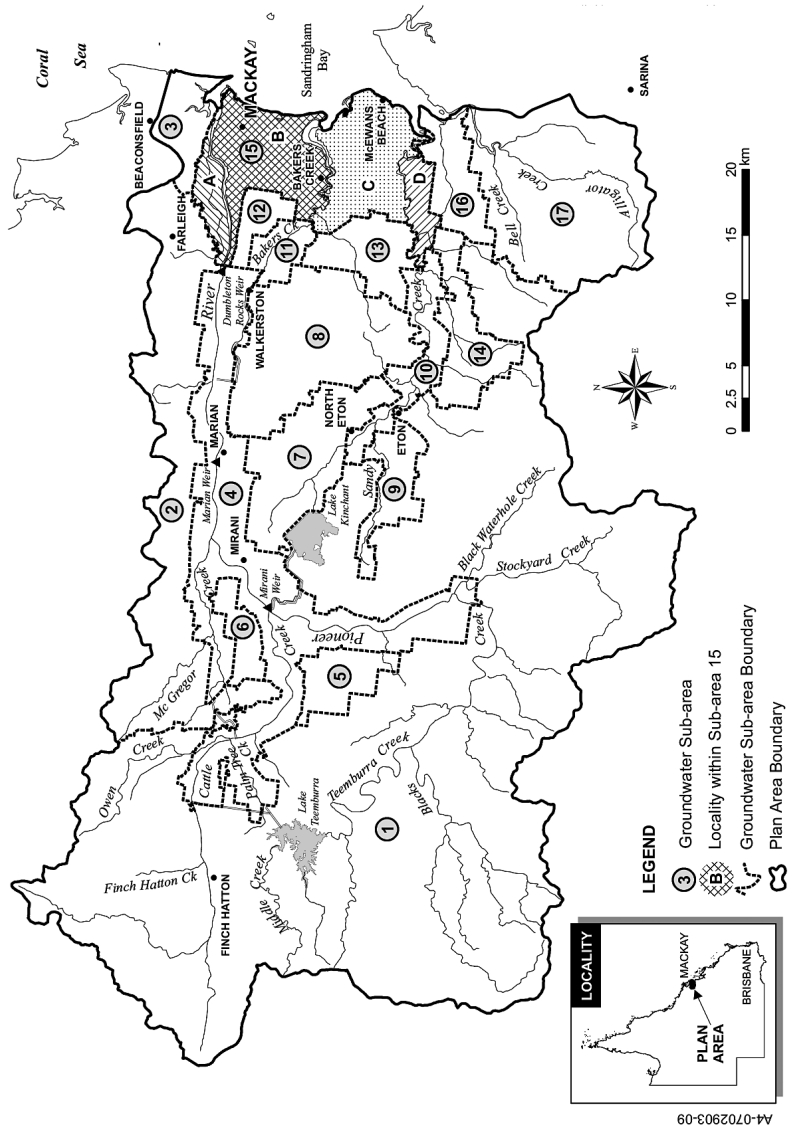 Coral
Sea
BEACONSFIELD
3
FARLEIGH
A
MACKAY
Sandringham
Bay
15
B
BAKERS
CREEK
12
Bakers Ck
11
McEWANS
BEACH
C
D
SARINA
River
Dumbleton
Rocks Weir
WALKERSTON
13
16
Bell Creek
Alligator
Creek
17
8
Creek
10
14
2
Marian Weir
MARIAN
4
7
NORTH
ETON
ETON
Sandy
9
Lake
Kinchant
MIRANI
Mirani
Weir
Creek
6
Creek
Pioneer
5
Black Waterhole Creek
Stockyard Creek
Creek
Mc Gregor
Creek
Owen
Cattle
Palm Tree
Ck
Lake
Teemburra
Teemburra Creek
Blacks
1
Middle Creek
Finch Hatton Ck
FINCH HATTON
N
E
S
W
0 2.5 5 10 15 20
km
LEGEND
3 Groundwater Sub-area
B Locality within Sub-area 15
Groundwater Sub-area Boundary
Plan Area Boundary
LOCALITY
MACKAY
PLAN
AREA
BRISBANE
A4-0702903-09